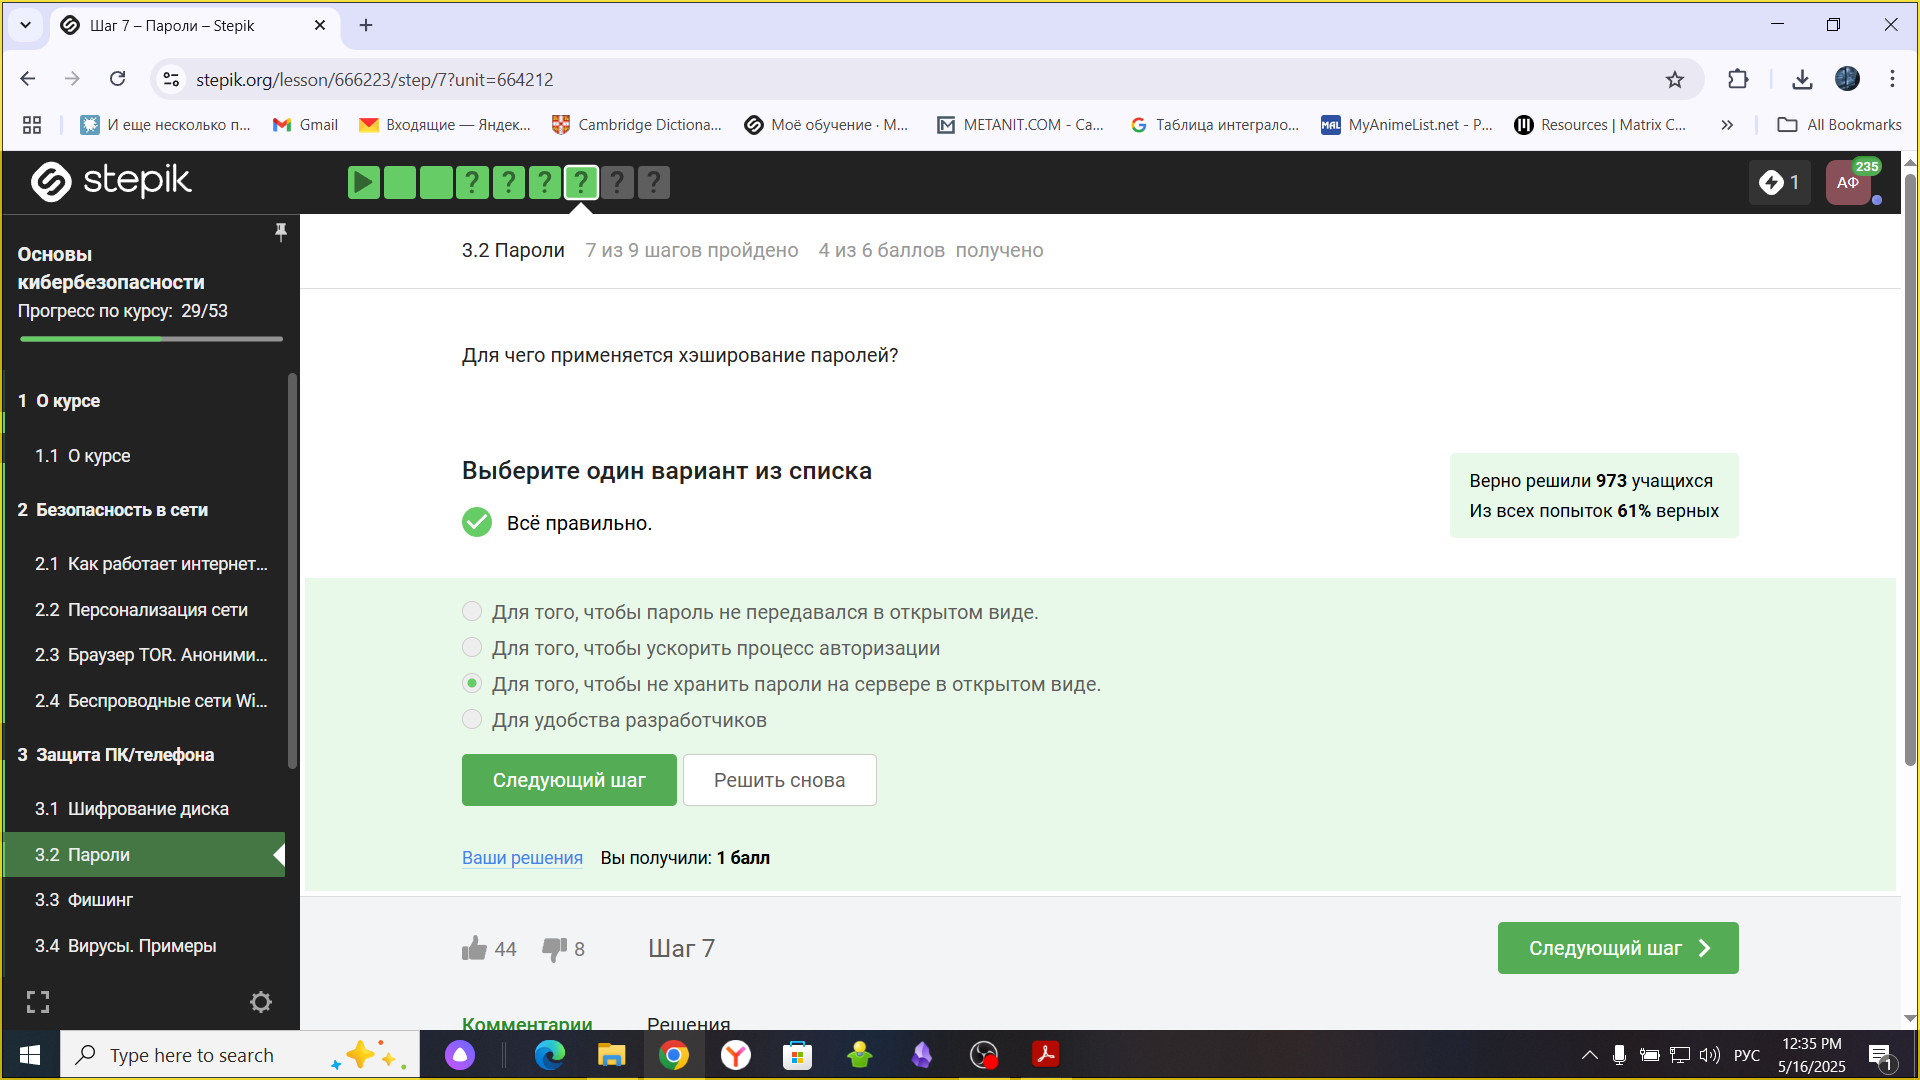 Шаг 7 – Пароли – Stepik
stepik.org/lesson/666223/step/7?unit=664212
И еще несколько п...
Gmail
Входящие — Яндек...
Cambridge Dictiona...
Моё обучение · M...
METANIT.COM - Ca...
Таблица интеграло...
MAL
MyAnimeList.net - P...
Resources | Matrix C...
All Bookmarks
stepik
? ? ? ? ? ?
1
АФ
235
Основы
кибербезопасности
Прогресс по курсу: 29/53
1 О курсе
1.1 О курсе
2 Безопасность в сети
2.1 Как работает интернет...
2.2 Персонализация сети
2.3 Браузер TOR. Аноними...
2.4 Беспроводные сети Wi...
3 Защита ПК/телефона
3.1 Шифрование диска
3.2 Пароли
3.3 Фишинг
3.4 Вирусы. Примеры
3.2 Пароли 7 из 9 шагов пройдено 4 из 6 баллов получено
Для чего применяется хэширование паролей?
Выберите один вариант из списка
Всё правильно.
Верно решили 973 учащихся
Из всех попыток 61% верных
Для того, чтобы пароль не передавался в открытом виде.
Для того, чтобы ускорить процесс авторизации
Для того, чтобы не хранить пароли на сервере в открытом виде.
Для удобства разработчиков
Следующий шаг
Решить снова
Ваши решения Вы получили: 1 балл
44
8
Шаг 7
Следующий шаг
Комментарии
Решения
Type here to search
РУС
12:35 PM
5/16/2025
1